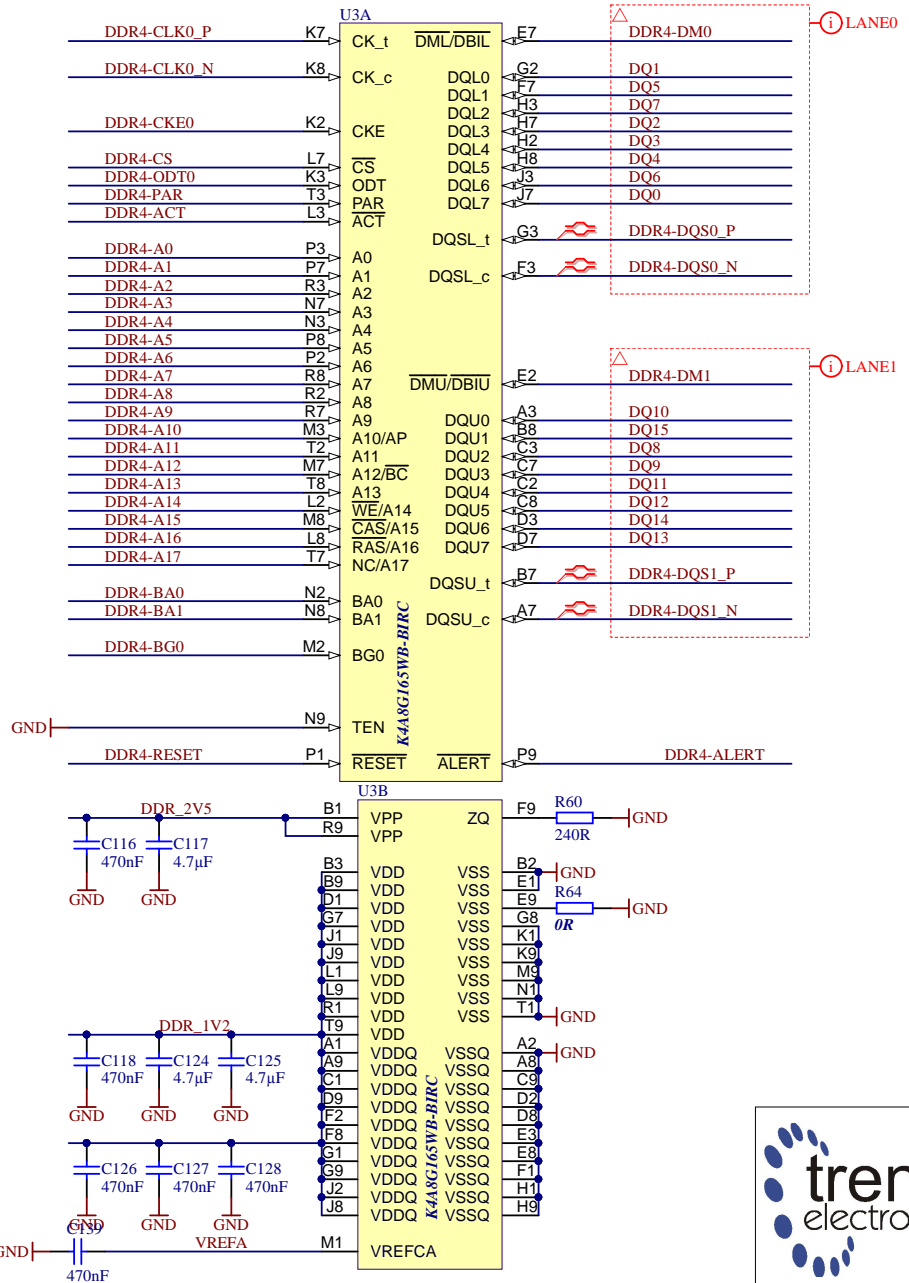 U3A
DDR4-CLK0_P K7 CK_t DML/DBIL E7 DDR4-DM0 LANE0
DDR4-CLK0_N K8 CK_c DQL0 G2 DQ1
DQL1 F7 DQ5
DQL2 H3 DQ7
DDR4-CKE0 K2 CKE DQL3 H7 DQ2
DQL4 H2 DQ3
DDR4-CS L7 CS DQL5 H8 DQ4
DDR4-ODT0 K3 ODT DQL6 J3 DQ6
DDR4-PAR T3 PAR DQL7 J7 DQ0
DDR4-ACT L3 ACT
DQSL_t G3 DDR4-DQS0_P
DDR4-A0 P3 A0
DDR4-A1 P7 A1 DQSL_c F3 DDR4-DQS0_N
DDR4-A2 R3 A2
DDR4-A3 N7 A3
DDR4-A4 N3 A4
DDR4-A5 P8 A5
DDR4-A6 P2 A6 LANE1
DDR4-A7 R8 A7 DMU/DBIU E2 DDR4-DM1
DDR4-A8 R2 A8
DDR4-A9 R7 A9 DQU0 A3 DQ10
DDR4-A10 M3 A10/AP DQU1 B8 DQ15
DDR4-A11 T2 A11 DQU2 C3 DQ8
DDR4-A12 M7 A12/BC DQU3 C7 DQ9
DDR4-A13 T8 A13 DQU4 C2 DQ11
DDR4-A14 L2 WE/A14 DQU5 C8 DQ12
DDR4-A15 M8 CAS/A15 DQU6 D3 DQ14
DDR4-A16 L8 RAS/A16 DQU7 D7 DQ13
DDR4-A17 T7 NC/A17
DQSU_t B7 DDR4-DQS1_P
DDR4-BA0 N2 BA0
DDR4-BA1 N8 BA1 DQSU_c A7 DDR4-DQS1_N
DDR4-BG0 M2 BG0
K4A8G165WB-BIRC
GND N9 TEN
DDR4-RESET P1 RESET ALERT P9 DDR4-ALERT
U3B
DDR_2V5 B1 VPP ZQ F9 R60 GND
R9 VPP 240R
C116 C117
470nF 4.7µF
GND GND
B3 VDD VSS B2 GND
B9 VDD VSS E1
D1 VDD VSS E9 R64 GND
0R
G7 VDD VSS G8
J1 VDD VSS K1
J9 VDD VSS K9
L1 VDD VSS M9
L9 VDD VSS N1
R1 VDD VSS T1 GND
DDR_1V2 T9 VDD
A1 VDDQ VSSQ A2 GND
C118 C124 C125
470nF 4.7µF 4.7µF
GND GND GND
A9 VDDQ VSSQ A8
C1 VDDQ VSSQ C9
D9 VDDQ VSSQ D2
F2 VDDQ VSSQ D8
F8 VDDQ VSSQ E3
G1 VDDQ VSSQ E8
G9 VDDQ VSSQ F1
J2 VDDQ VSSQ H1
J8 VDDQ VSSQ H9
K4A8G165WB-BIRC
C126 C127 C128
470nF 470nF 470nF
GND GND GND
C139
GND VREFA M1 VREFCA
470nF
tren
electro